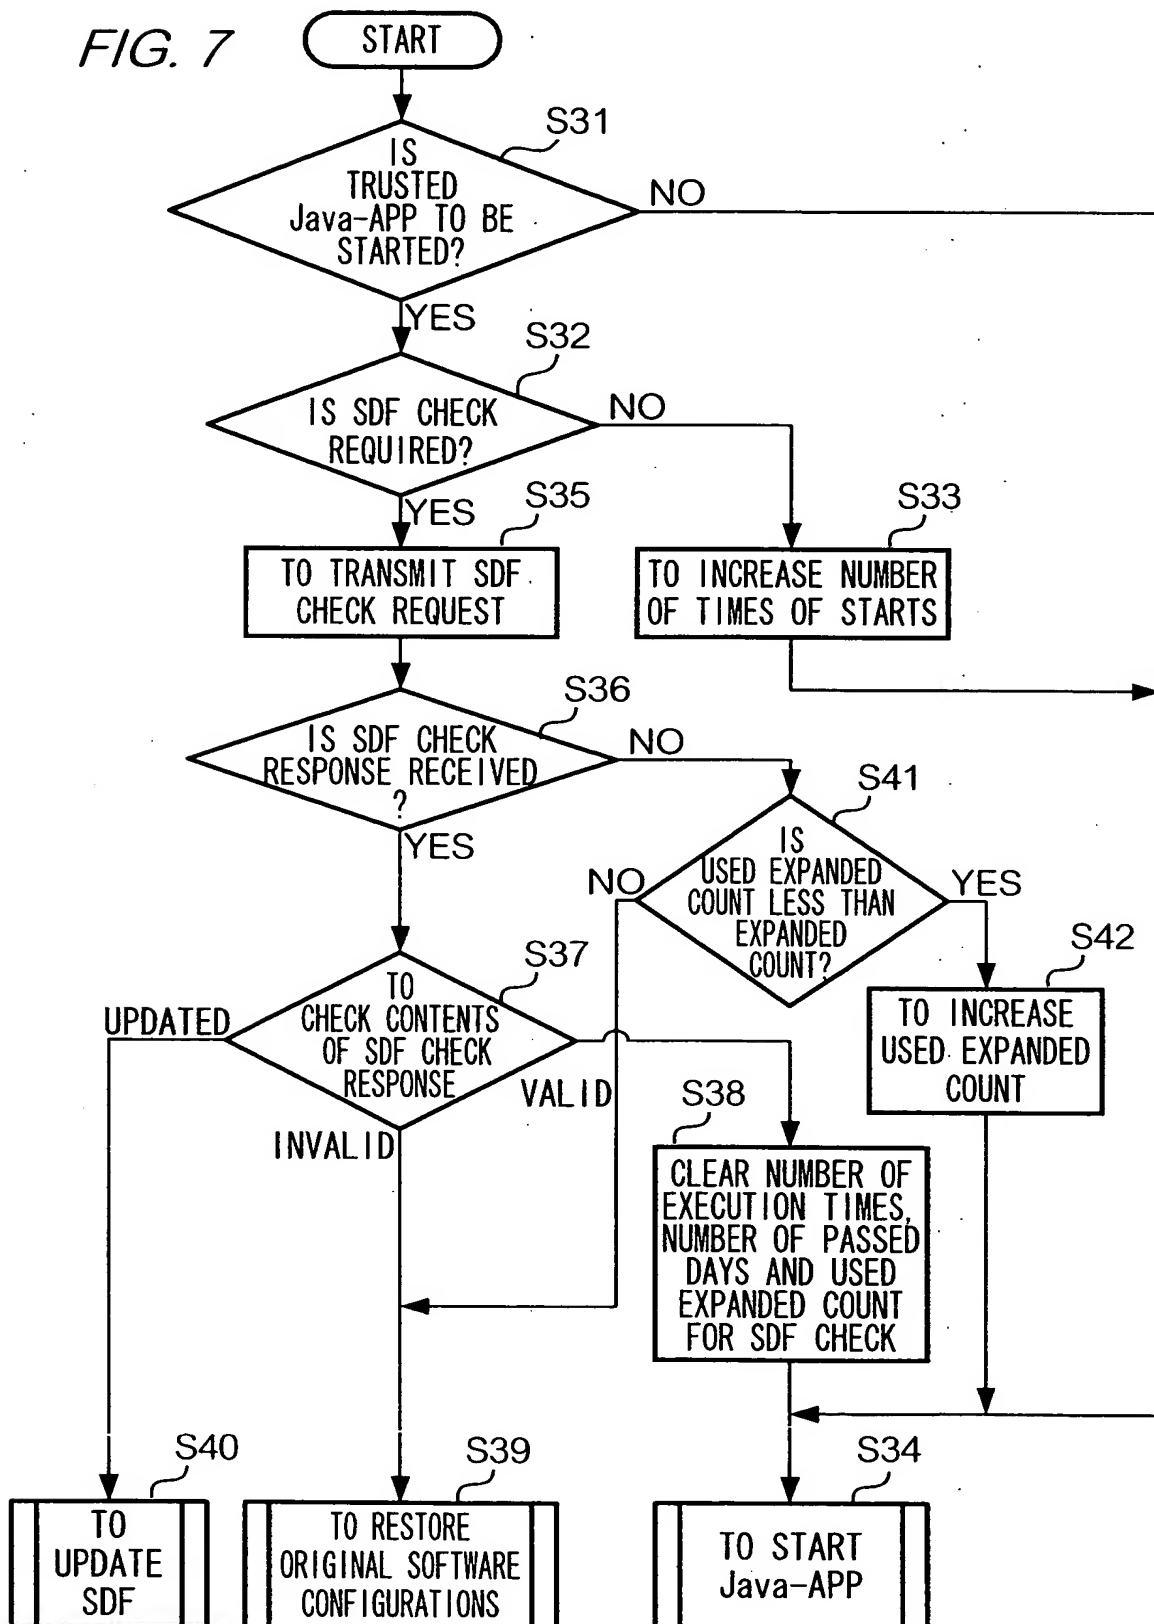 FIG. 7
START
S31
IS
TRUSTED
Java-APP TO BE
STARTED?
NO
YES
S32
IS SDF CHECK
REQUIRED?
NO
YES
S35
TO TRANSMIT SDF
CHECK REQUEST
S33
TO INCREASE NUMBER
OF TIMES OF STARTS
S36
IS SDF CHECK
RESPONSE RECEIVED
?
NO
YES
S41
IS
USED EXPANDED
COUNT LESS THAN
EXPANDED
COUNT?
NO
YES
S42
TO INCREASE
USED EXPANDED
COUNT
S37
TO
CHECK CONTENTS
OF SDF CHECK
RESPONSE
UPDATED
VALID
INVALID
S38
CLEAR NUMBER OF
EXECUTION TIMES,
NUMBER OF PASSED
DAYS AND USED
EXPANDED COUNT
FOR SDF CHECK
S40
TO
UPDATE
SDF
S39
TO RESTORE
ORIGINAL SOFTWARE
CONFIGURATIONS
S34
TO START
Java-APP